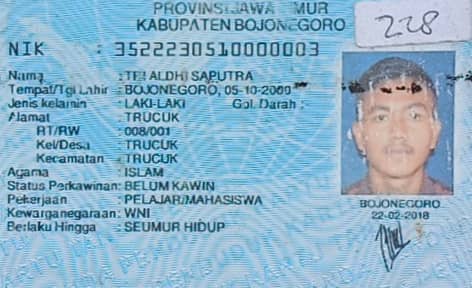 PROVINSI JAWA TIMUR
KABUPATEN BOJONEGORO
228
NIK : 3522230510000003
Nama : ALDHI SAPUTRA
Tempat/Tgl Lahir : BOJONEGORO, 05-10-2000
Jenis kelamin : LAKI-LAKI Gol. Darah : -
Alamat : TRUCUK
RT/RW : 008/001
Kel/Desa : TRUCUK
Kecamatan : TRUCUK
Agama : ISLAM
Status Perkawinan: BELUM KAWIN
Pekerjaan : PELAJAR/MAHASISWA
Kewarganegaraan: WNI
Berlaku Hingga : SEUMUR HIDUP
BOJONEGORO
22-02-2018